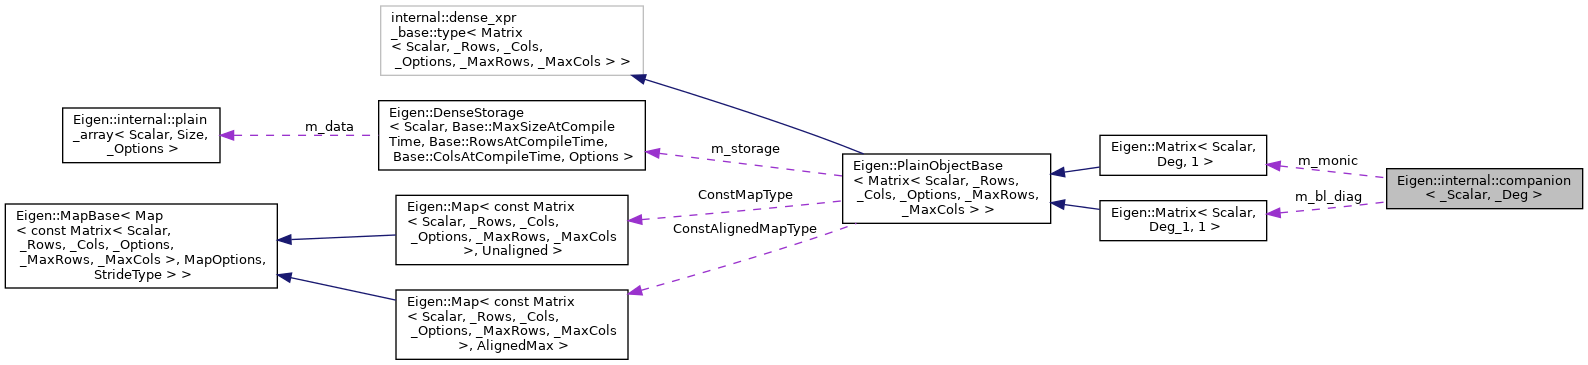 internal::dense_xpr
_base::type< Matrix
< Scalar, _Rows, _Cols,
_Options, _MaxRows, _MaxCols > >
Eigen::internal::plain
_array< Scalar, Size,
_Options >
m_data
Eigen::DenseStorage
< Scalar, Base::MaxSizeAtCompile
Time, Base::RowsAtCompileTime,
Base::ColsAtCompileTime, Options >
m_storage
Eigen::MapBase< Map
< const Matrix< Scalar,
_Rows, _Cols, _Options,
_MaxRows, _MaxCols >, MapOptions,
StrideType > >
Eigen::Map< const Matrix
< Scalar, _Rows, _Cols,
_Options, _MaxRows, _MaxCols
>, Unaligned >
ConstMapType
ConstAlignedMapType
Eigen::Map< const Matrix
< Scalar, _Rows, _Cols,
_Options, _MaxRows, _MaxCols
>, AlignedMax >
Eigen::PlainObjectBase
< Matrix< Scalar, _Rows,
_Cols, _Options, _MaxRows,
_MaxCols > >
Eigen::Matrix< Scalar,
Deg, 1 >
Eigen::Matrix< Scalar,
Deg_1, 1 >
m_monic
m_bl_diag
Eigen::internal::companion
< _Scalar, _Deg >